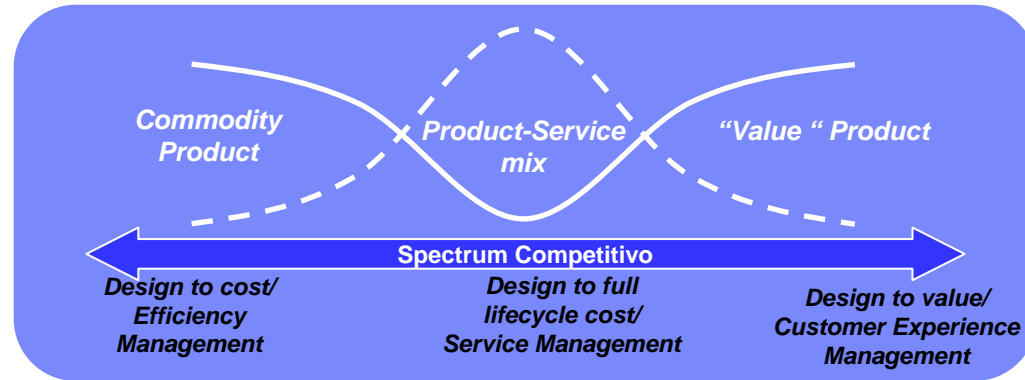 Commodity
Product
Product-Service
mix
“Value “ Product
Spectrum Competitivo
Design to cost/
Efficiency
Management
Design to full
lifecycle cost/
Service Management
Design to value/
Customer Experience
Management